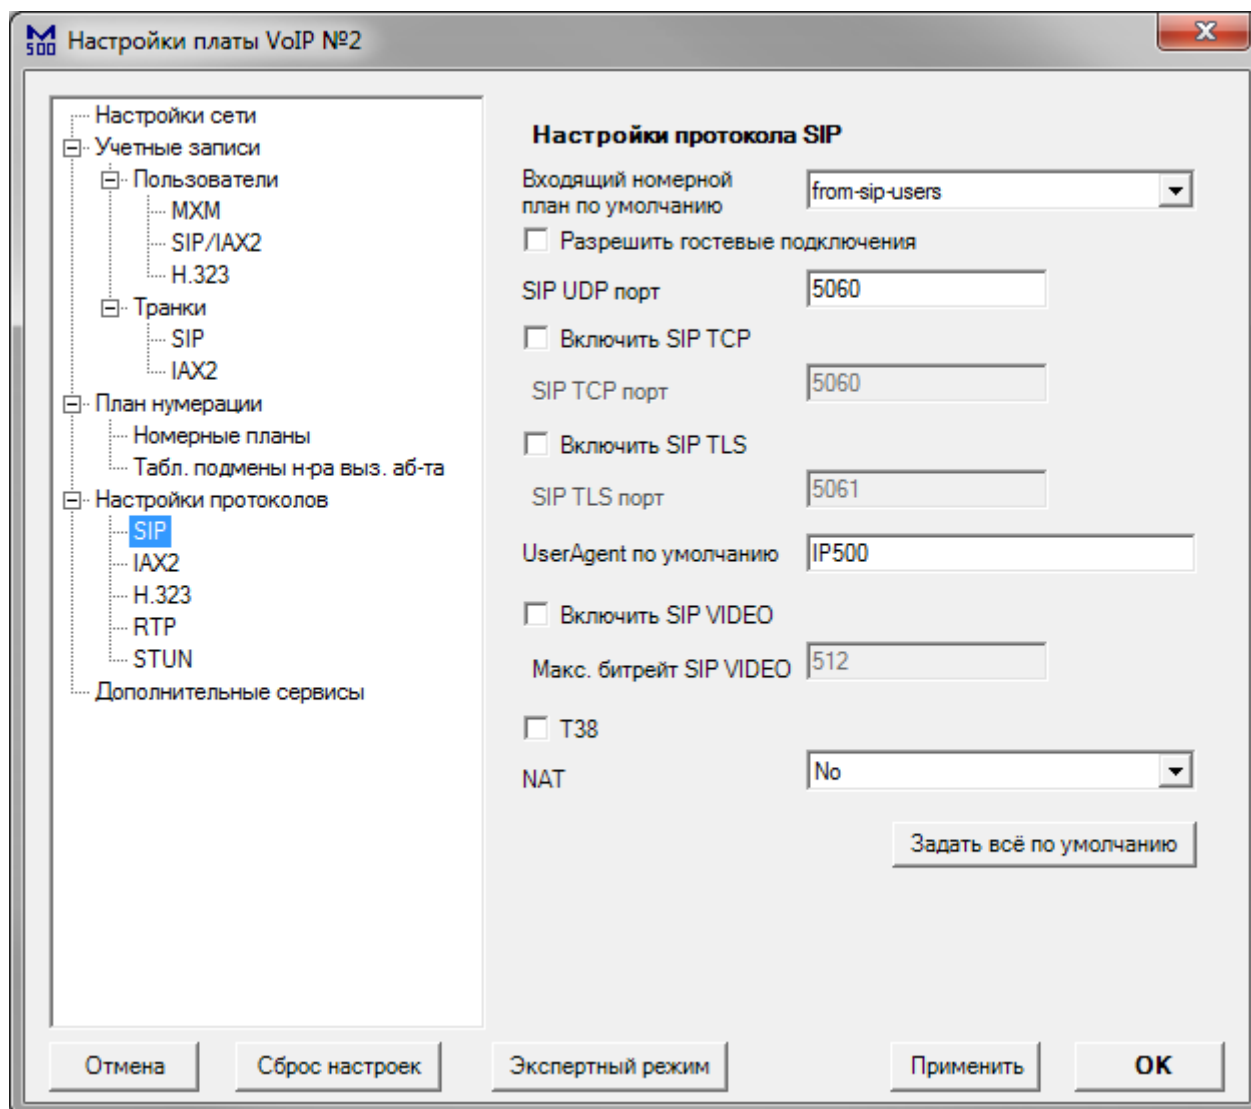 M500 Настройки платы VoIP №2
Настройки сети
Учетные записи
Пользователи
MXM
SIP/IAX2
H.323
Транки
SIP
IAX2
План нумерации
Номерные планы
Табл. подмены н-ра выз. аб-та
Настройки протоколов
SIP
IAX2
H.323
RTP
STUN
Дополнительные сервисы
Настройки протокола SIP
Входящий номерной
план по умолчанию
from-sip-users
Разрешить гостевые подключения
SIP UDP порт 5060
Включить SIP TCP
SIP TCP порт 5060
Включить SIP TLS
SIP TLS порт 5061
UserAgent по умолчанию IP500
Включить SIP VIDEO
Макс. битрейт SIP VIDEO 512
T38
NAT No
Задать всё по умолчанию
Отмена Сброс настроек Экспертный режим Применить OK